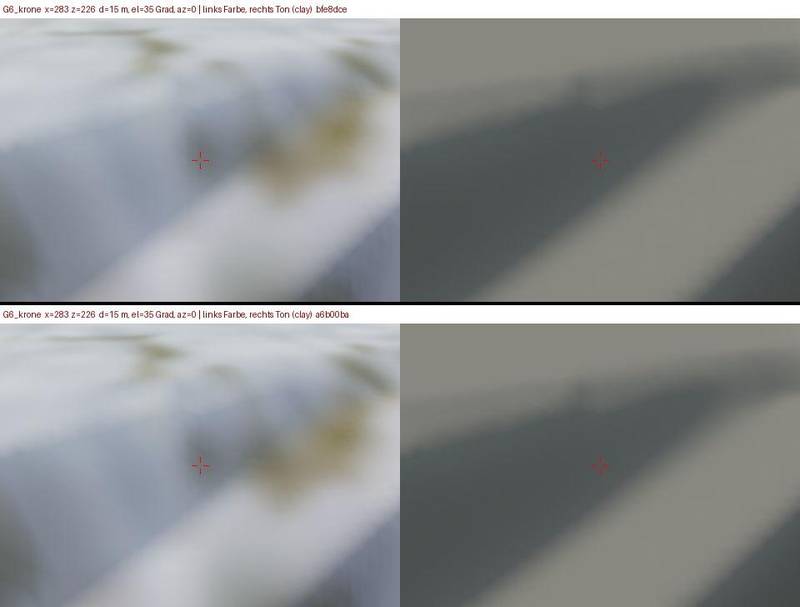 G6_krone x=283 z=226 d=15 m, el=35 Grad, az=0 | links Farbe, rechts Ton (clay) bfe8dce
G6_krone x=283 z=226 d=15 m, el=35 Grad, az=0 | links Farbe, rechts Ton (clay) a6b00ba